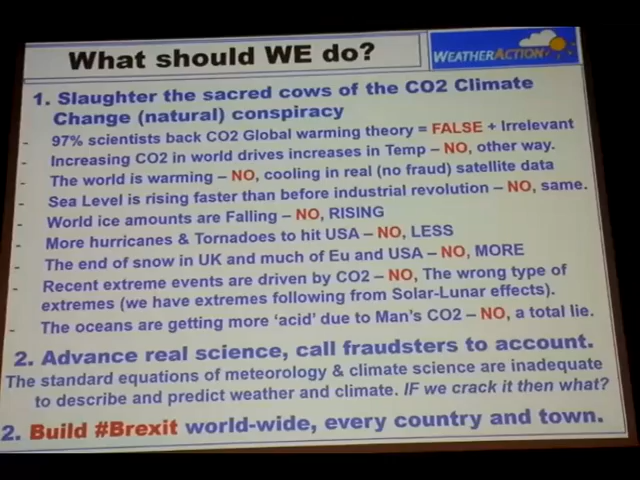 What should WE do?
WEATHERACTION
1. Slaughter the sacred cows of the CO2 Climate
Change (natural) conspiracy
- 97% scientists back CO2 Global warming theory = FALSE + Irrelevant
- Increasing CO2 in world drives increases in Temp – NO, other way.
- The world is warming – NO, cooling in real (no fraud) satellite data
- Sea Level is rising faster than before industrial revolution – NO, same.
- World ice amounts are Falling – NO, RISING
- More hurricanes & Tornadoes to hit USA – NO, LESS
- The end of snow in UK and much of Eu and USA – NO, MORE
- Recent extreme events are driven by CO2 – NO, The wrong type of
extremes (we have extremes following from Solar-Lunar effects).
- The oceans are getting more ‘acid’ due to Man's CO2 – NO, a total lie.
2. Advance real science, call fraudsters to account.
The standard equations of meteorology & climate science are inadequate
to describe and predict weather and climate. IF we crack it then what?
2. Build #Brexit world-wide, every country and town.